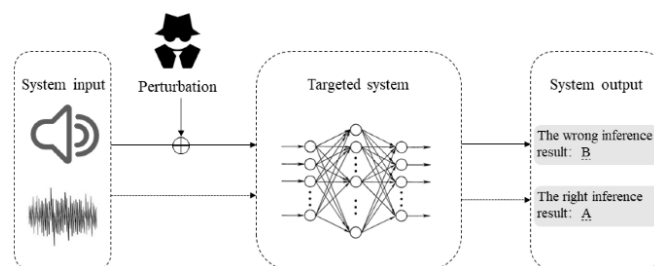 System input
Perturbation
Targeted system
System output
The wrong inference
result: B
The right inference
result: A